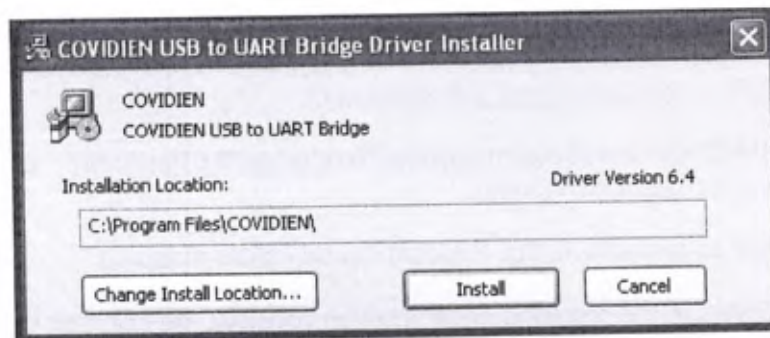 COVIDIEN USB to UART Bridge Driver Installer
COVIDIEN
COVIDIEN USB to UART Bridge
Installation Location:
Driver Version 6.4
C:\Program Files\COVIDIEN\
Change Install Location...
Install
Cancel